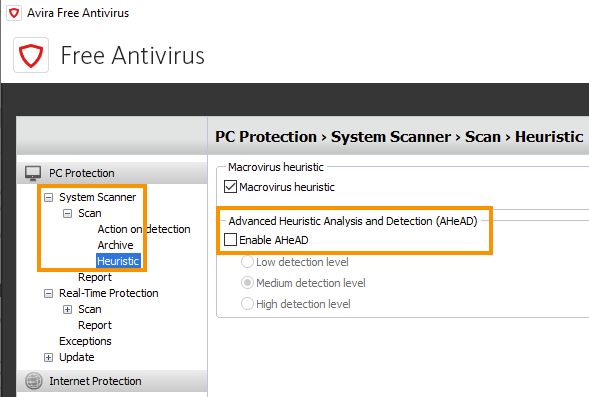 Avira Free Antivirus
Free Antivirus
PC Protection › System Scanner › Scan › Heuristic
PC Protection
System Scanner
Scan
Action on detection
Archive
Heuristic
Report
Real-Time Protection
Scan
Report
Exceptions
Update
Internet Protection
Macrovirus heuristic
Macrovirus heuristic
Advanced Heuristic Analysis and Detection (AHeAD)
Enable AHeAD
Low detection level
Medium detection level
High detection level